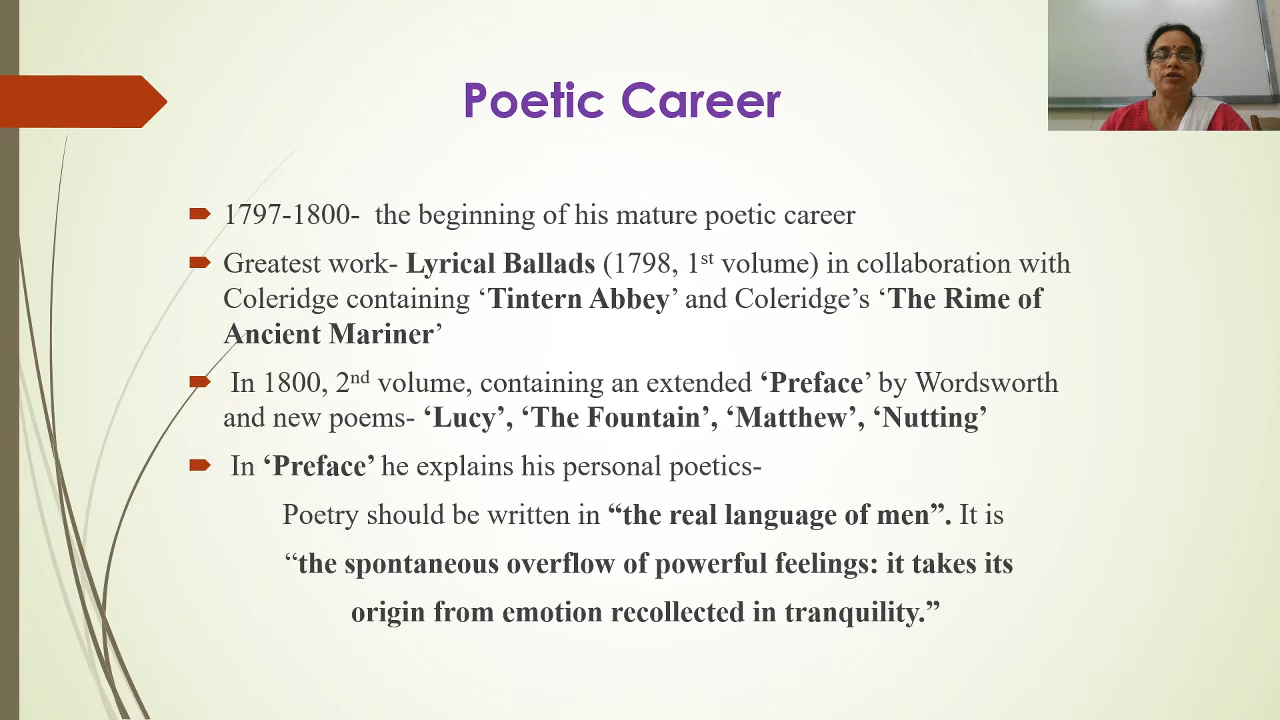 Poetic Career
1797-1800-  the beginning of his mature poetic career
Greatest work- Lyrical Ballads (1798, 1st volume) in collaboration with
Coleridge containing ‘Tintern Abbey’ and Coleridge’s ‘The Rime of
Ancient Mariner’
In 1800, 2nd volume, containing an extended ‘Preface’ by Wordsworth
and new poems- ‘Lucy’, ‘The Fountain’, ‘Matthew’, ‘Nutting’
In ‘Preface’ he explains his personal poetics-
Poetry should be written in “the real language of men”. It is
“the spontaneous overflow of powerful feelings: it takes its
origin from emotion recollected in tranquility.”